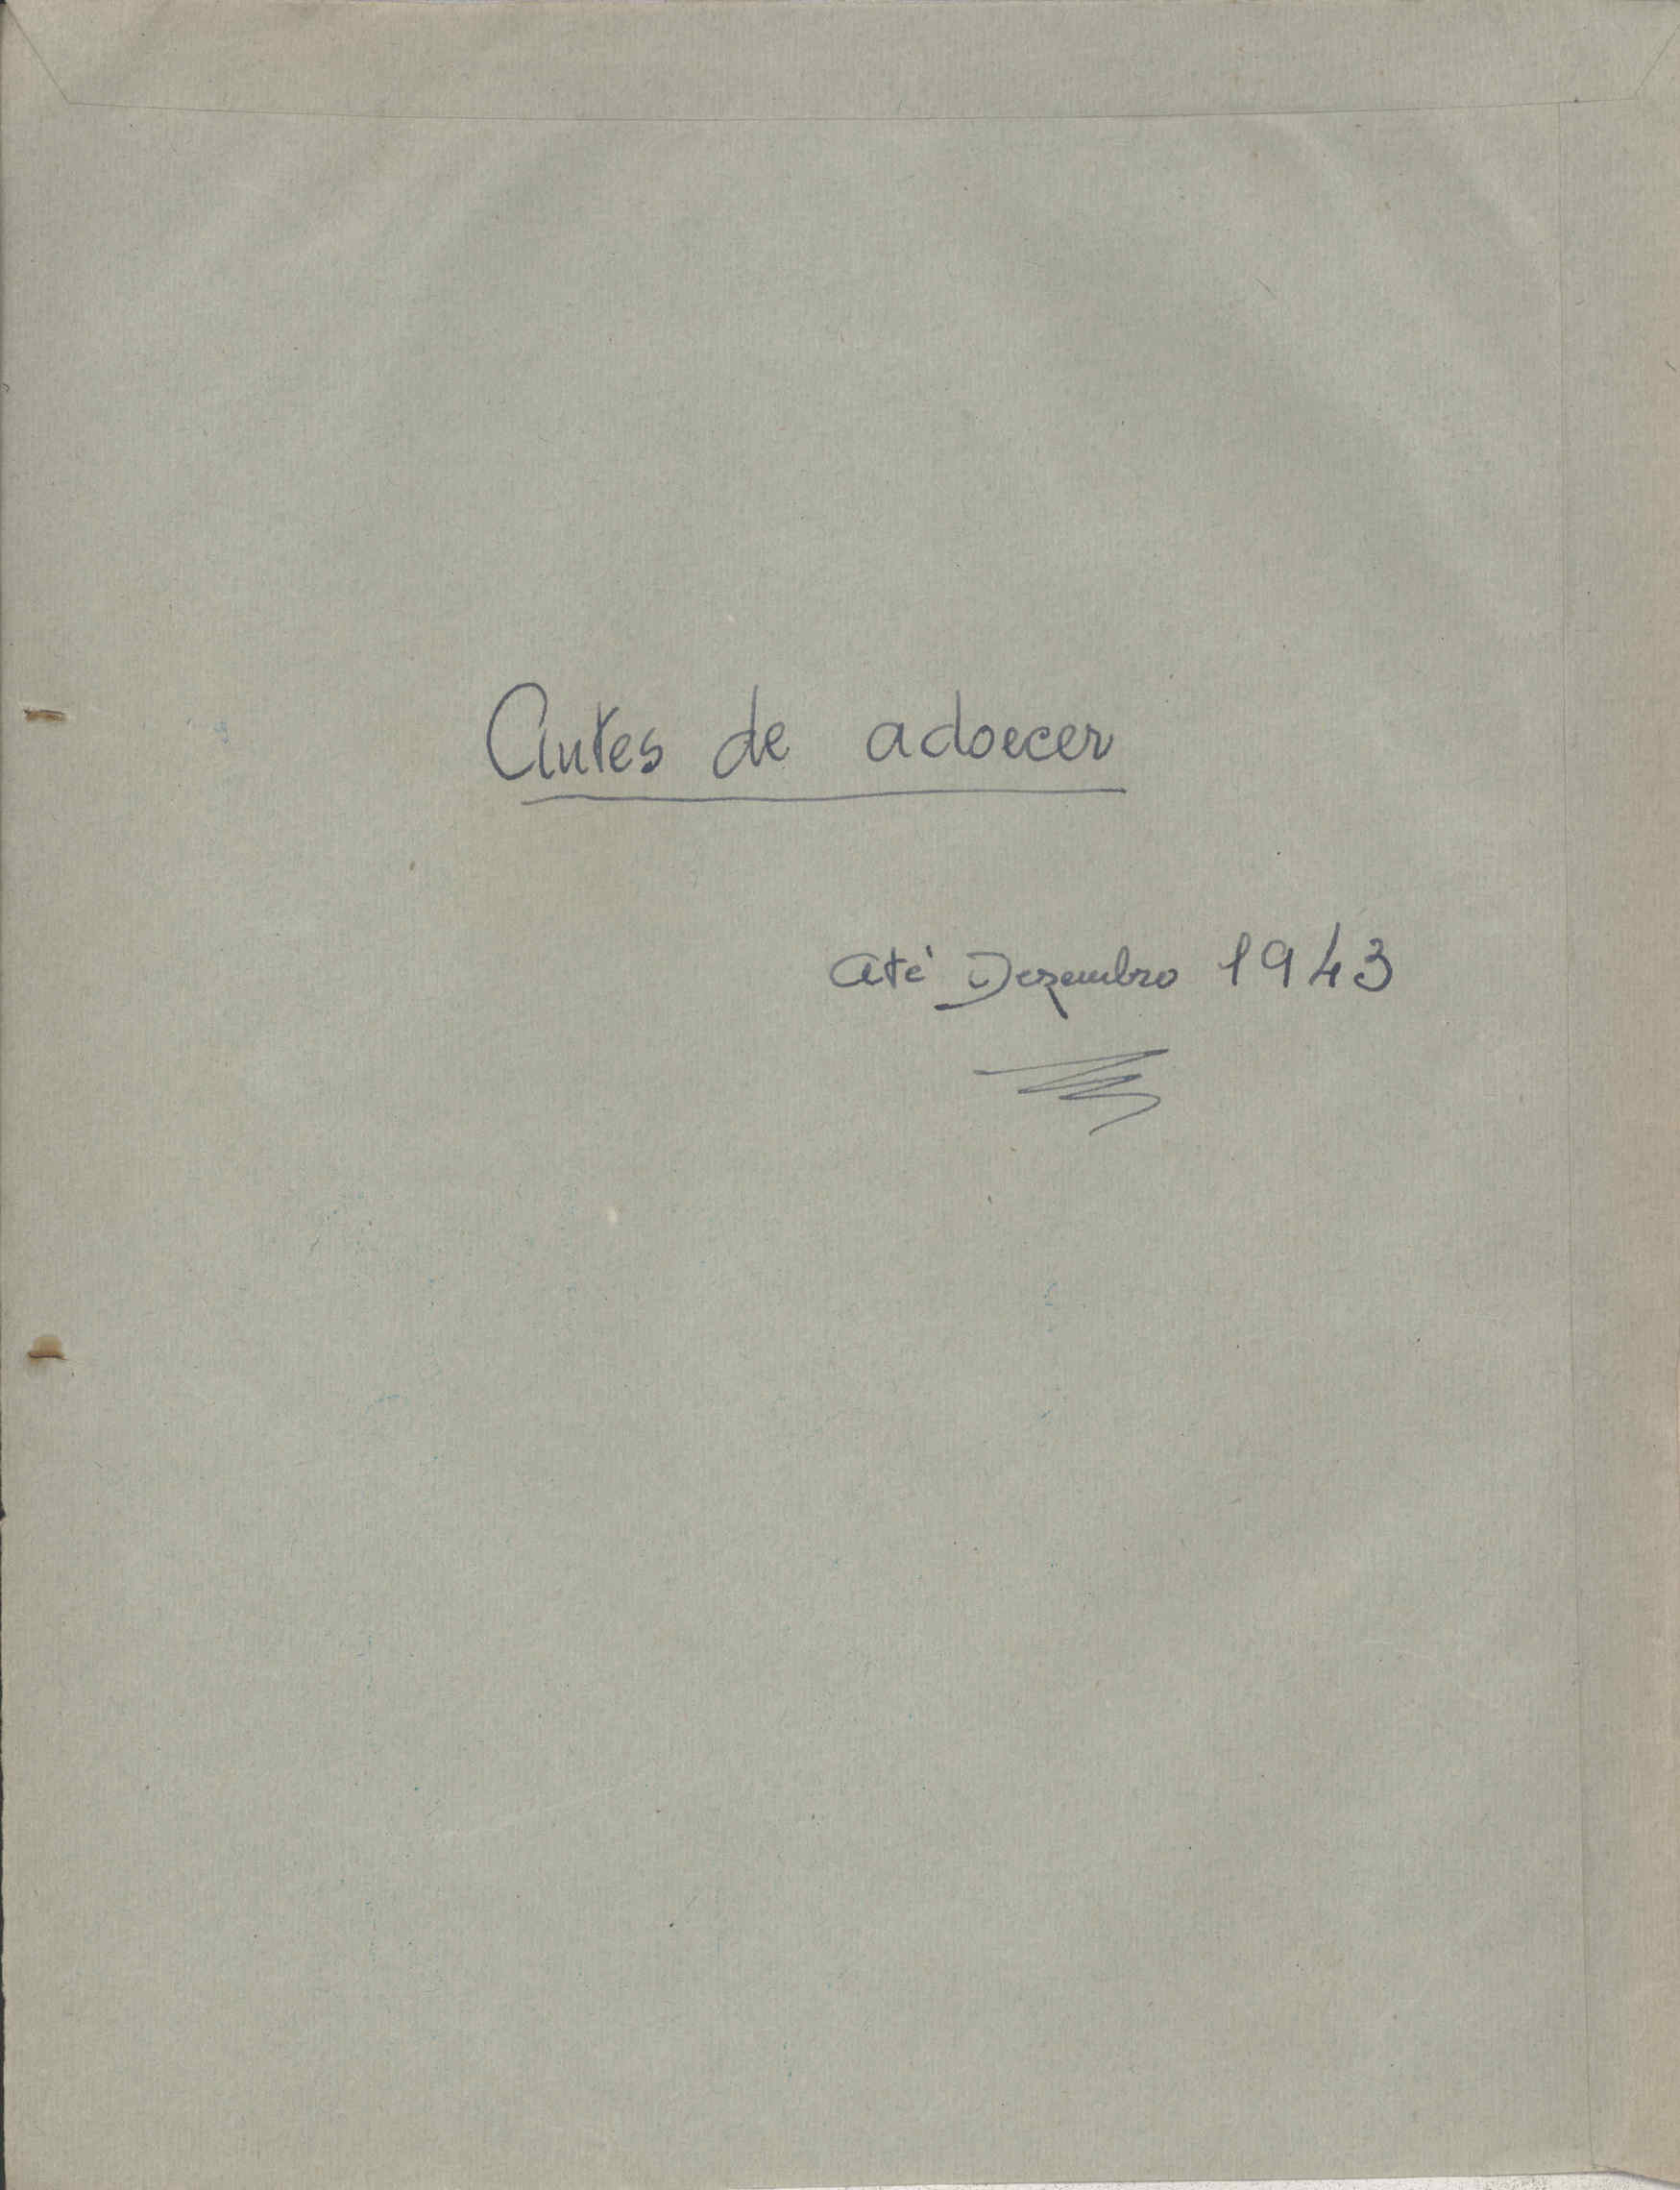 Antes de adoecer
até Dezembro 1943